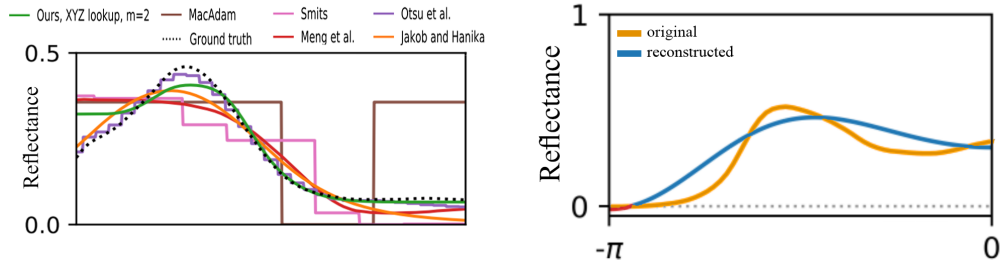 Ours, XYZ lookup, m=2 MacAdam Smits Otsu et al.
Ground truth Meng et al. Jakob and Hanika
0.5
Reflectance
0.0
1
original
reconstructed
Reflectance
0
-π 0